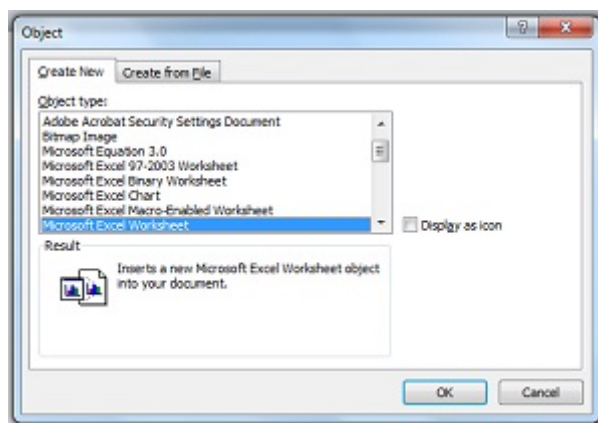 Object
Create New
Create from File
Object type:
Adobe Acrobat Security Settings Document
Bitmap Image
Microsoft Equation 3.0
Microsoft Excel 97-2003 Worksheet
Microsoft Excel Binary Worksheet
Microsoft Excel Chart
Microsoft Excel Macro-Enabled Worksheet
Microsoft Excel Worksheet
Display as icon
Result
Inserts a new Microsoft Excel Worksheet object
into your document.
OK
Cancel